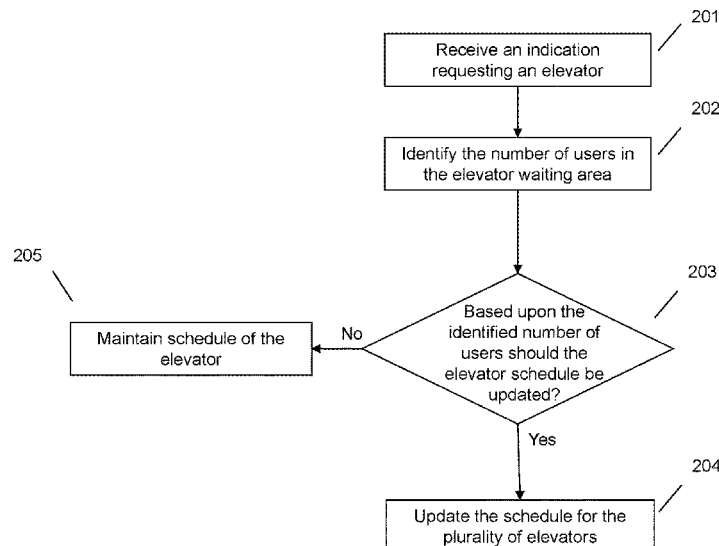 201
Receive an indication
requesting an elevator
202
Identify the number of users in
the elevator waiting area
205
203
Based upon the
identified number of
users should the
elevator schedule be
updated?
No
Maintain schedule of the
elevator
Yes
204
Update the schedule for the
plurality of elevators